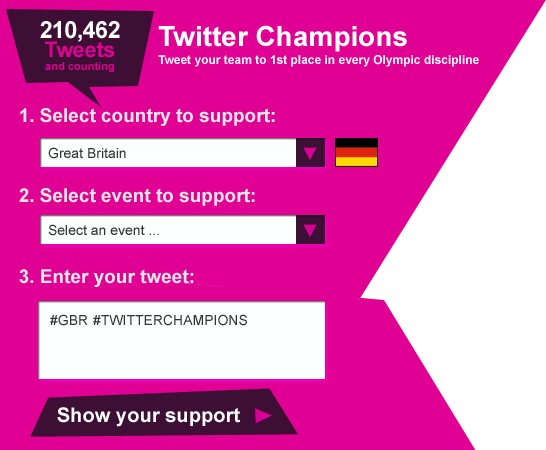 210,462
Tweets
and counting
Twitter Champions
Tweet your team to 1st place in every Olympic discipline
1. Select country to support:
Great Britain
2. Select event to support:
Select an event ...
3. Enter your tweet:
#GBR #TWITTERCHAMPIONS
Show your support